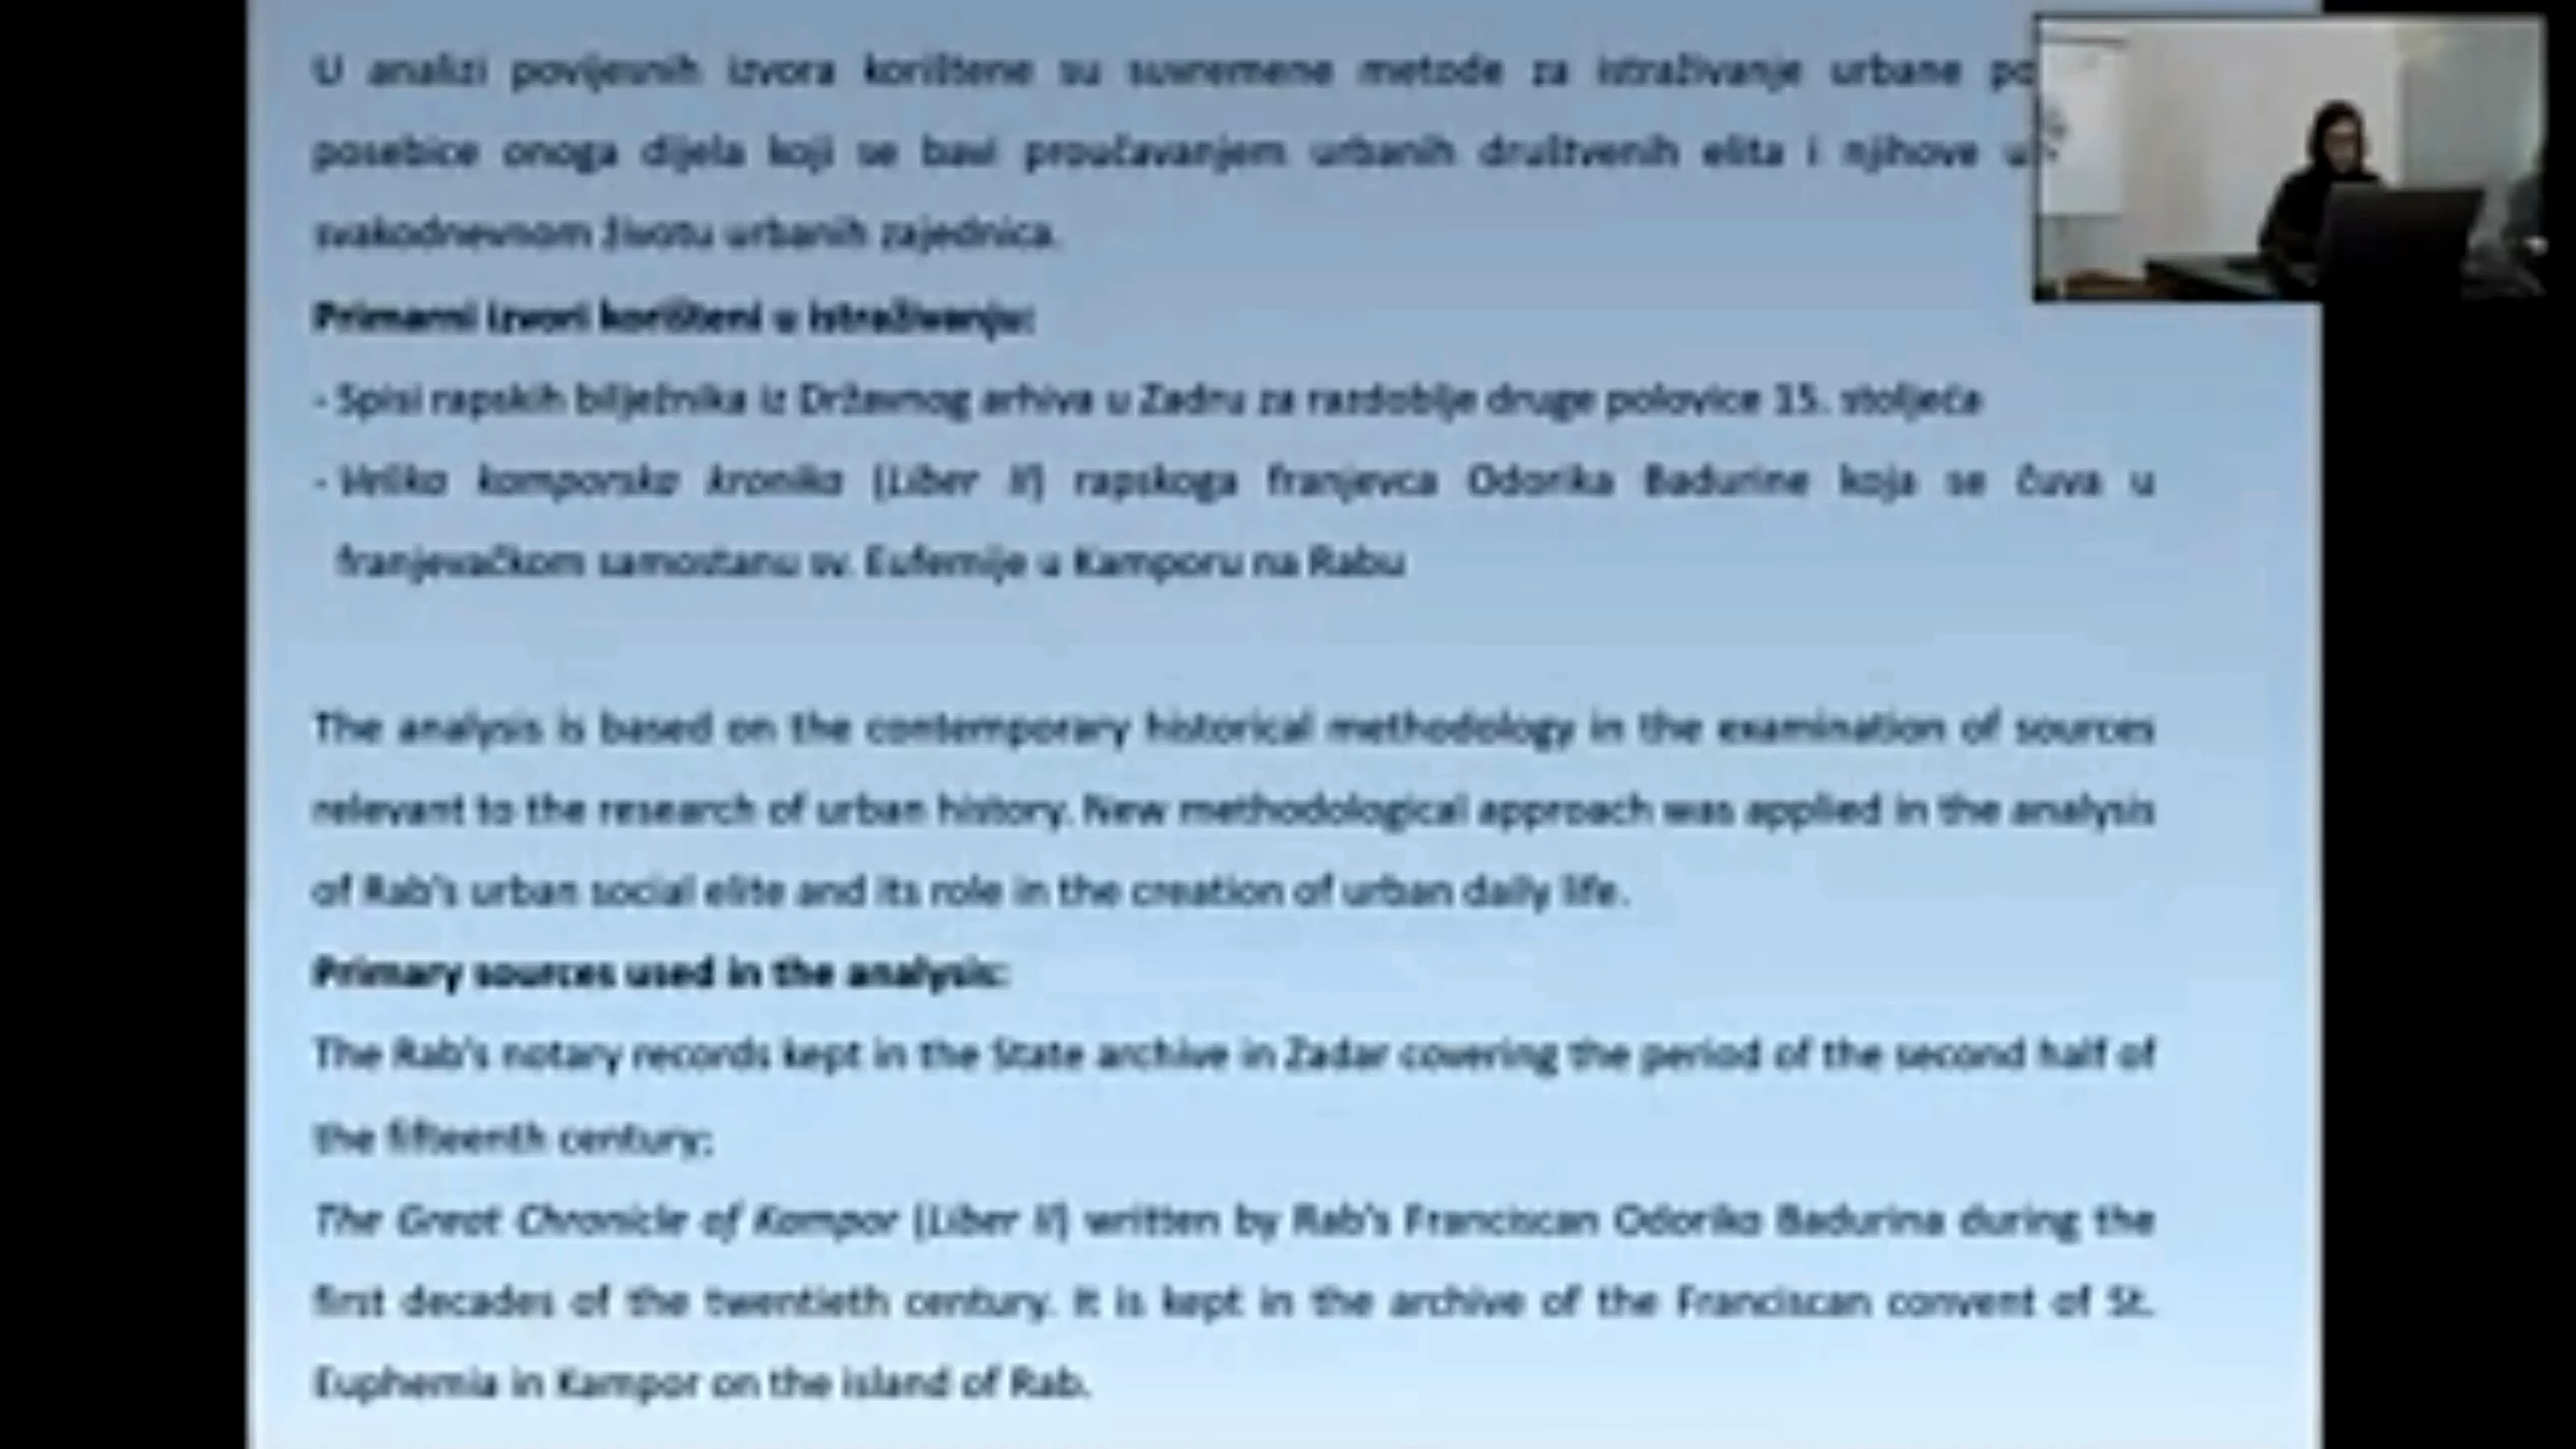 U analizi povijesnih izvora korištene su suvremene metode za istraživanje urbane
posebice onoga dijela koji se bavi proučavanjem urbanih društvenih elita i njihove
svakodnevnom životu urbanih zajednica.
Primarni izvori korišteni u istraživanju:
- Spisi rapskih bilježnika iz Državnog arhiva u Zadru za razdoblje druge polovice 15. stoljeća
- Velika kamporska kronika (Liber II) rapskoga franjevca Odorika Badurine koja se čuva u
franjevačkom samostanu sv. Eufemije u Kamporu na Rabu
The analysis is based on the contemporary historical methodology in the examination of sources
relevant to the research of urban history. New methodological approach was applied in the analysis
of Rab's urban social elite and its role in the creation of urban daily life.
Primary sources used in the analysis:
The Rab's notary records kept in the State archive in Zadar covering the period of the second half of
the fifteenth century;
The Great Chronicle of Kampor (Liber II) written by Rab's Franciscan Odoriko Badurina during the
first decades of the twentieth century. It is kept in the archive of the Franciscan convent of St.
Euphemia in Kampor on the island of Rab.